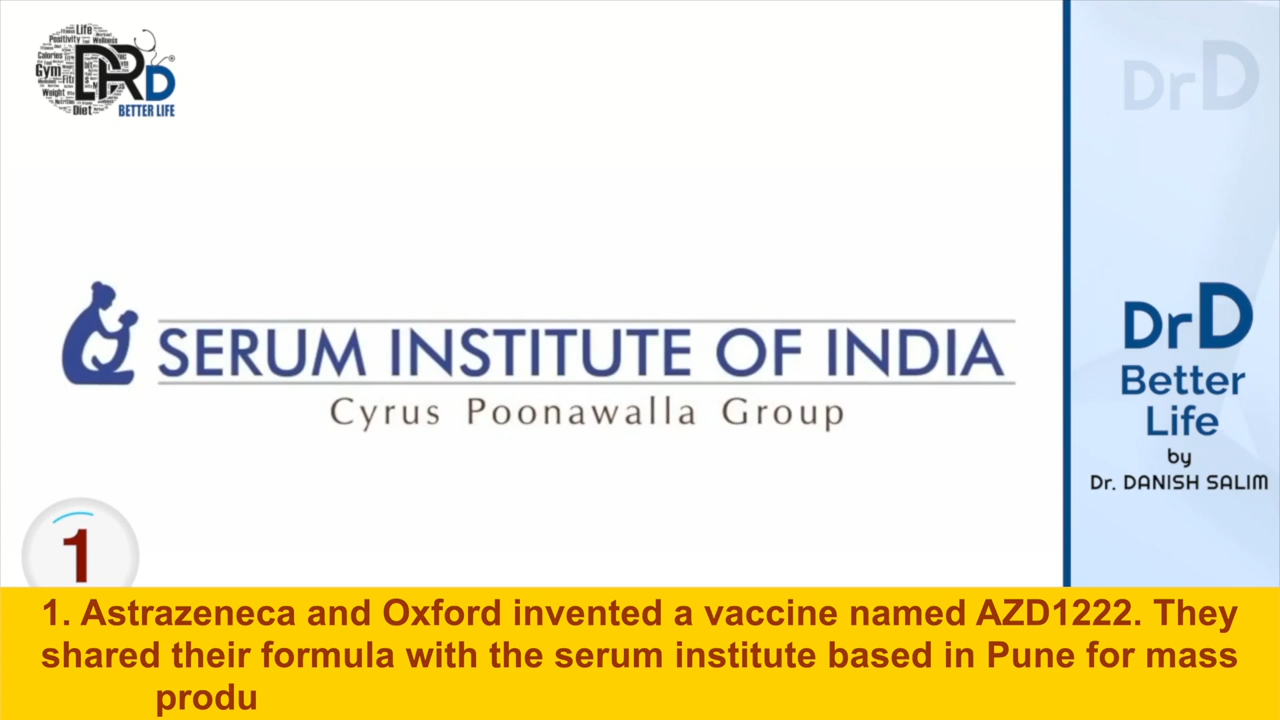 Life
Positivity
Wellness
Calories
Gym
Weight
Diet
DRD
BETTER LIFE
DrD
SERUM INSTITUTE OF INDIA
Cyrus Poonawalla Group
DrD
Better
Life
by
Dr. DANISH SALIM
1
1. Astrazeneca and Oxford invented a vaccine named AZD1222. They
shared their formula with the serum institute based in Pune for mass
produ